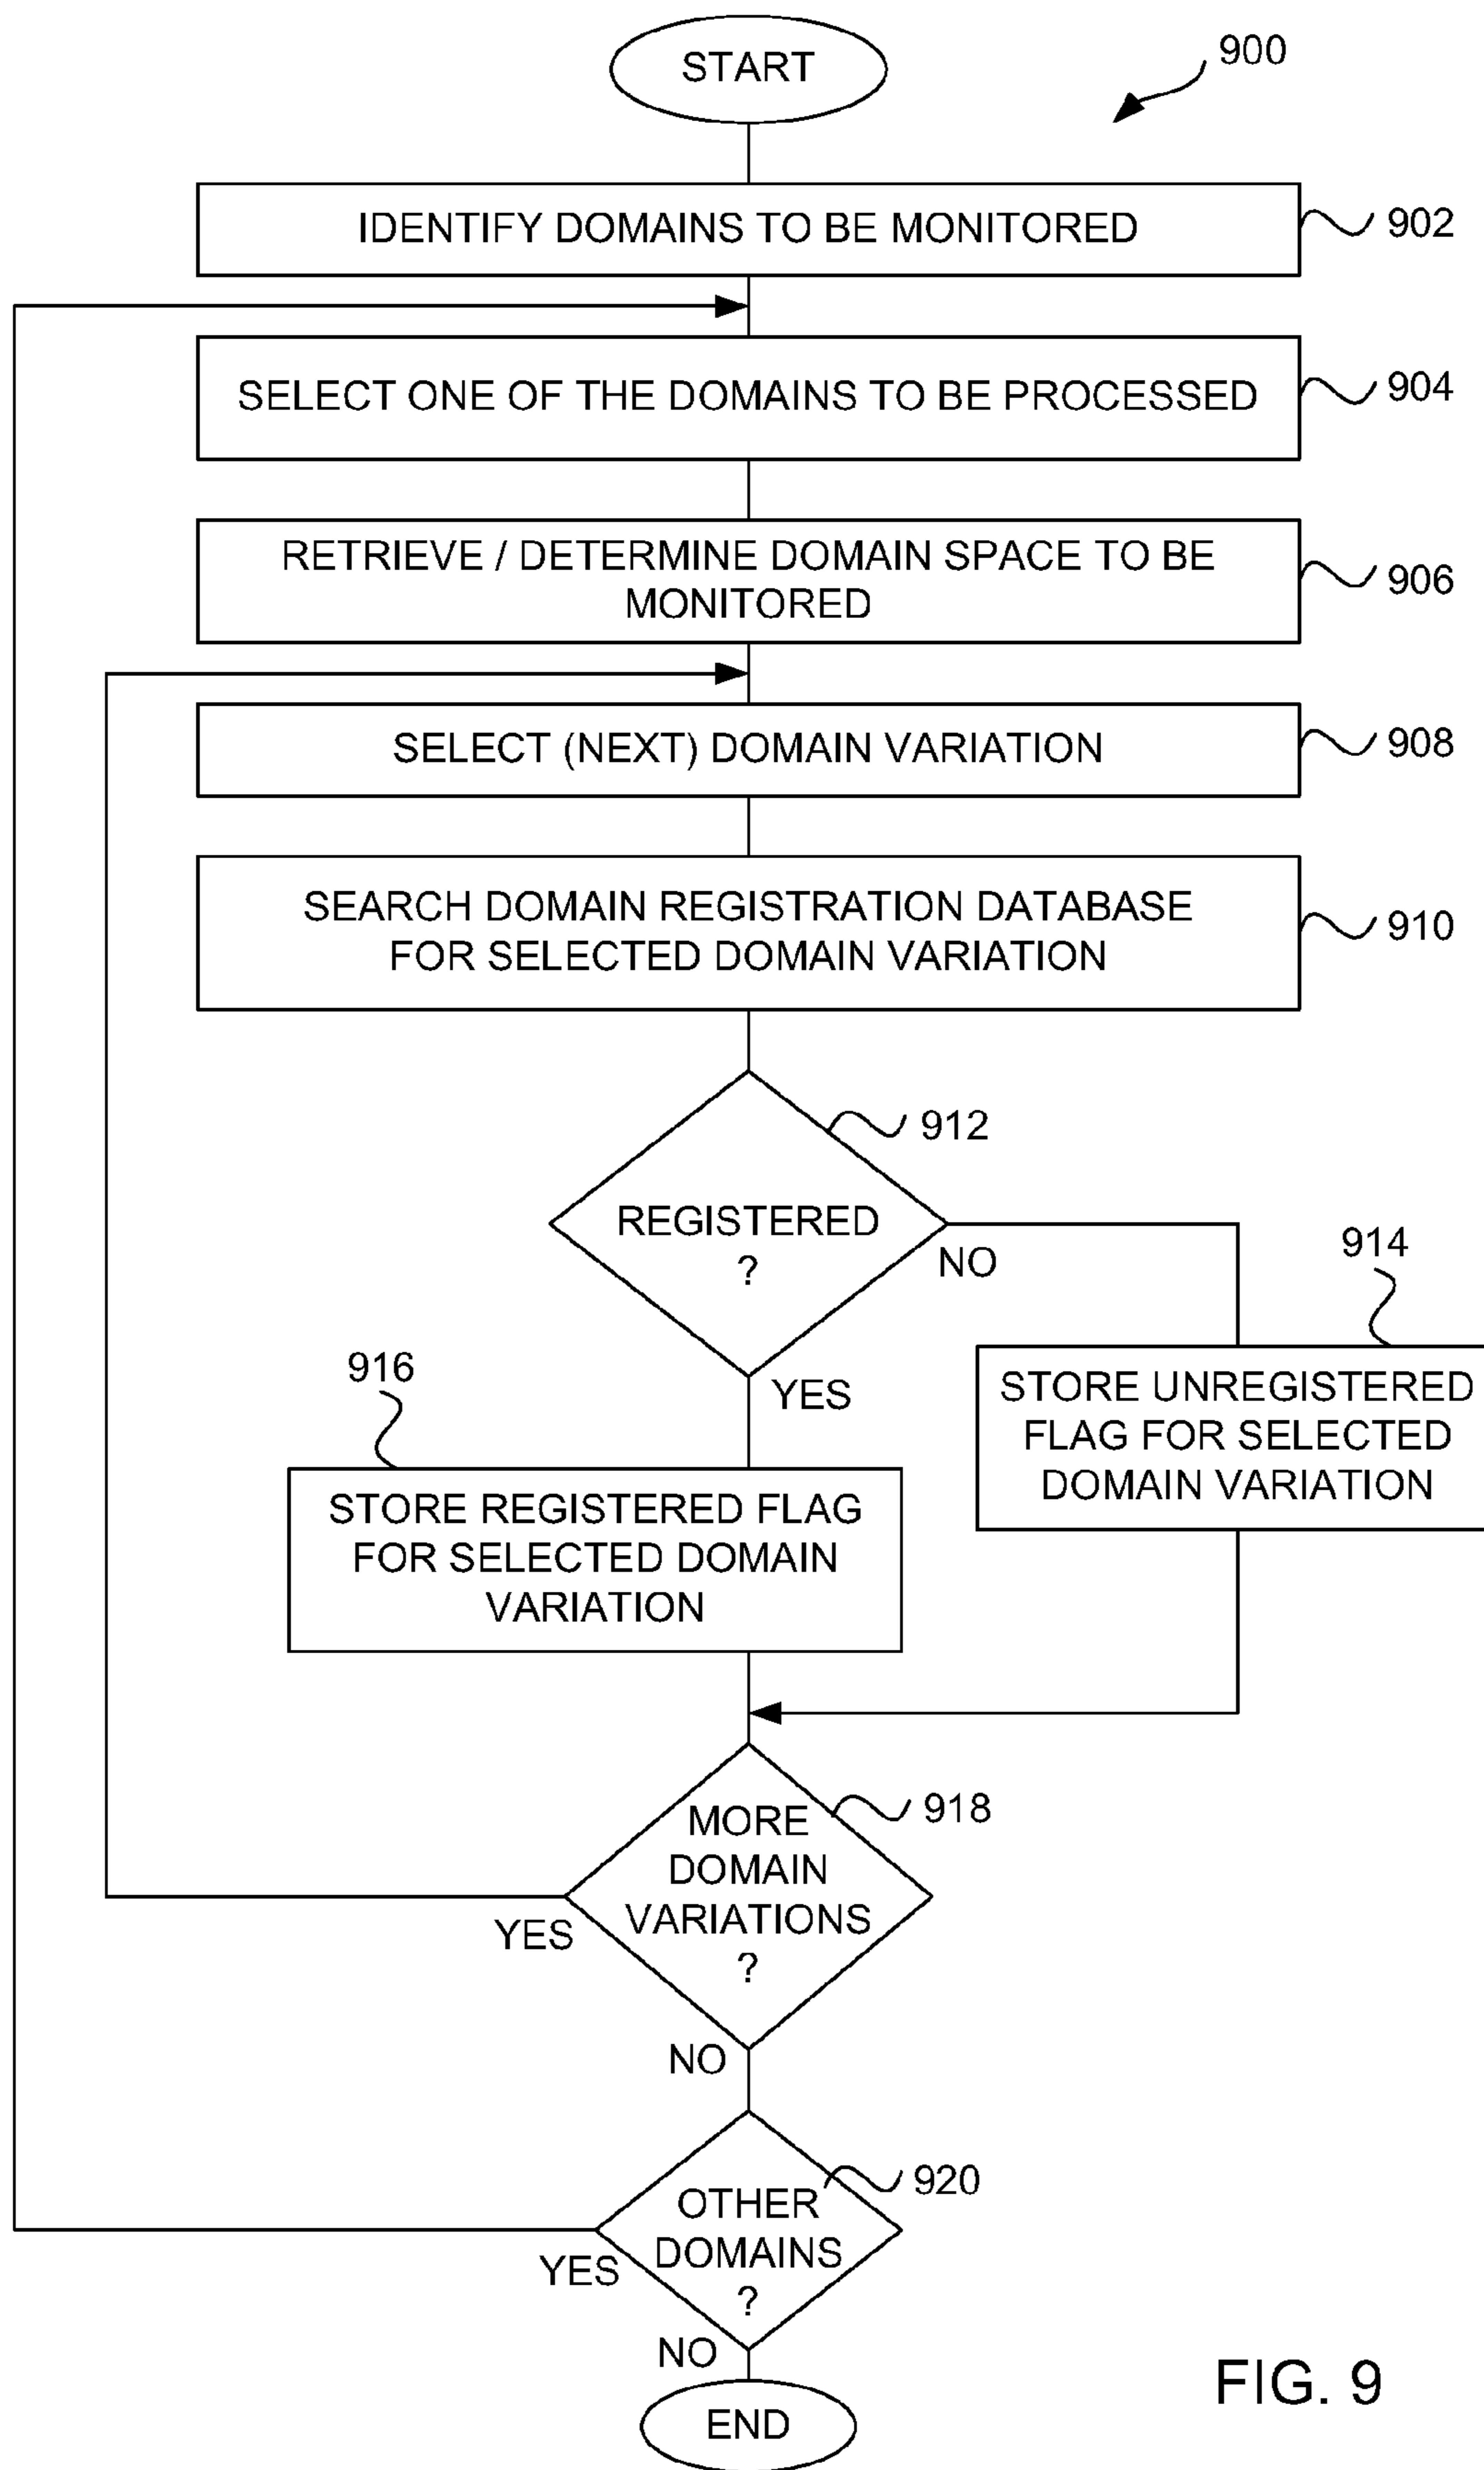 START
900
IDENTIFY DOMAINS TO BE MONITORED
902
SELECT ONE OF THE DOMAINS TO BE PROCESSED
904
RETRIEVE / DETERMINE DOMAIN SPACE TO BE
MONITORED
906
SELECT (NEXT) DOMAIN VARIATION
908
SEARCH DOMAIN REGISTRATION DATABASE
FOR SELECTED DOMAIN VARIATION
910
912
REGISTERED
?
NO
YES
914
STORE UNREGISTERED
FLAG FOR SELECTED
DOMAIN VARIATION
916
STORE REGISTERED FLAG
FOR SELECTED DOMAIN
VARIATION
918
MORE
DOMAIN
VARIATIONS
?
YES
NO
920
OTHER
DOMAINS
?
YES
NO
END
FIG. 9